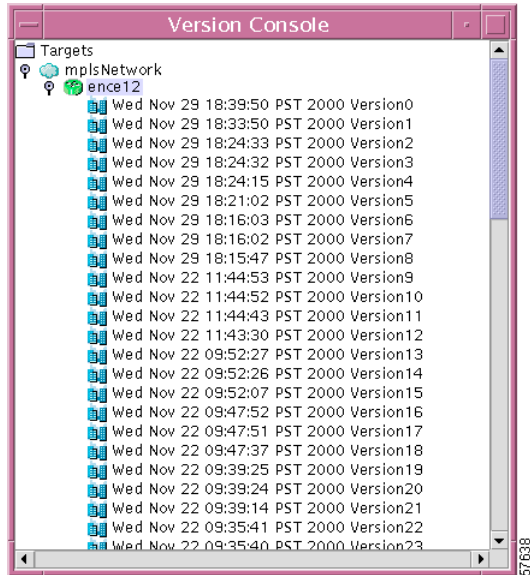 Version Console
Targets
mplsNetwork
ence12
Wed Nov 29 18:39:50 PST 2000 Version0
Wed Nov 29 18:33:50 PST 2000 Version1
Wed Nov 29 18:24:33 PST 2000 Version2
Wed Nov 29 18:24:32 PST 2000 Version3
Wed Nov 29 18:24:15 PST 2000 Version4
Wed Nov 29 18:21:02 PST 2000 Version5
Wed Nov 29 18:16:03 PST 2000 Version6
Wed Nov 29 18:16:02 PST 2000 Version7
Wed Nov 29 18:15:47 PST 2000 Version8
Wed Nov 22 11:44:53 PST 2000 Version9
Wed Nov 22 11:44:52 PST 2000 Version10
Wed Nov 22 11:44:43 PST 2000 Version11
Wed Nov 22 11:43:30 PST 2000 Version12
Wed Nov 22 09:52:27 PST 2000 Version13
Wed Nov 22 09:52:26 PST 2000 Version14
Wed Nov 22 09:52:07 PST 2000 Version15
Wed Nov 22 09:47:52 PST 2000 Version16
Wed Nov 22 09:47:51 PST 2000 Version17
Wed Nov 22 09:47:37 PST 2000 Version18
Wed Nov 22 09:39:25 PST 2000 Version19
Wed Nov 22 09:39:24 PST 2000 Version20
Wed Nov 22 09:39:14 PST 2000 Version21
Wed Nov 22 09:35:41 PST 2000 Version22
Wed Nov 22 09:35:40 PST 2000 Version23
57638